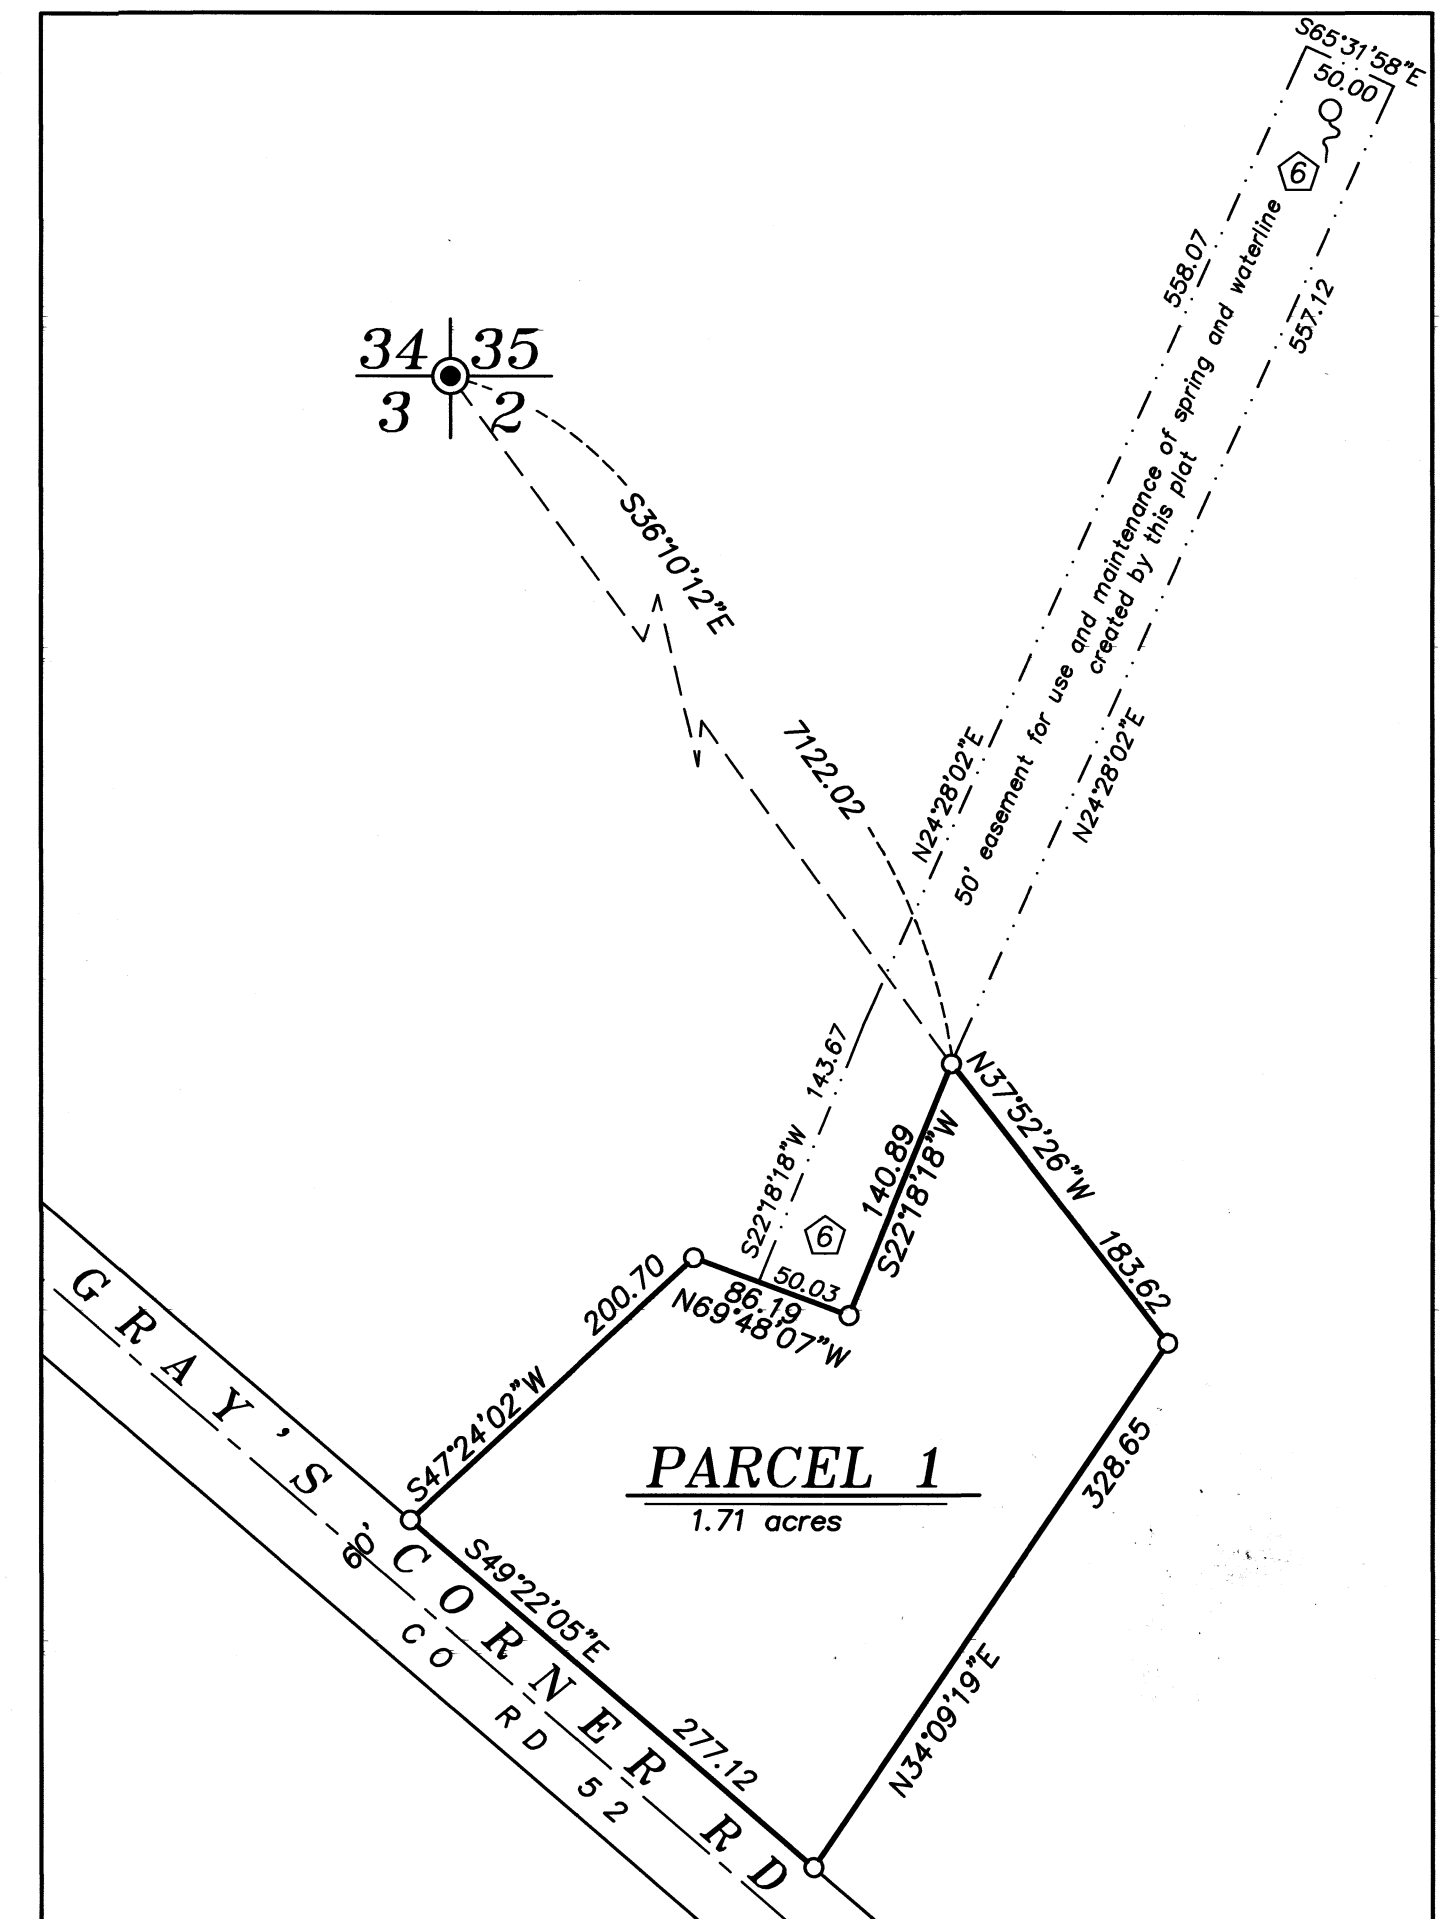 S65°31'58"E
50.00
6
558.07
557.12
50' easement for use and maintenance of spring and waterline
created by this plat
34 35
3 2
S36°10'12"E
7122.02
N24°28'02"E
N24°28'02"E
143.67
S22°18'18"W
140.89
S22°18'18"W
N37°52'26"W
183.62
6
50.03
86.19
N69°48'07"W
200.70
S47°24'02"W
PARCEL 1
1.71 acres
328.65
N34°09'19"E
S49°22'05"E
277.12
GRAY'S CORNER RD
60'
CO RD 52